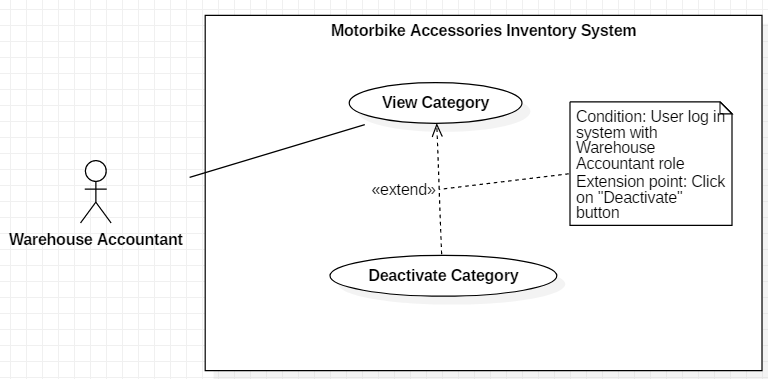 Motorbike Accessories Inventory System
View Category
Condition: User log in
system with
Warehouse
Accountant role
Extension point: Click
on "Deactivate"
button
«extend»
Warehouse Accountant
Deactivate Category